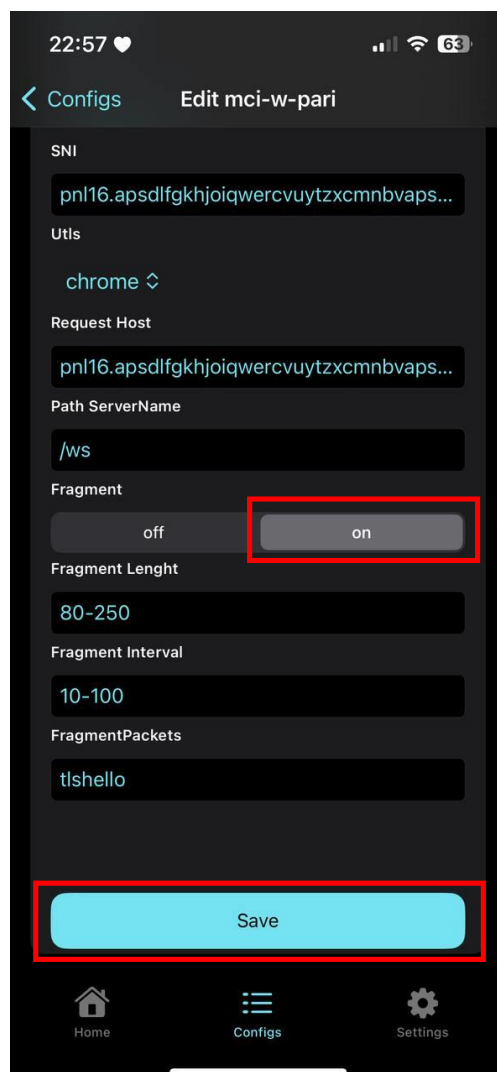 22:57
63
Configs
Edit mci-w-pari
SNI
pnl16.apsdlfgkhjoiqwercvuytzxcmnbvaps...
Utls
chrome
Request Host
pnl16.apsdlfgkhjoiqwercvuytzxcmnbvaps...
Path ServerName
/ws
Fragment
off on
Fragment Lenght
80-250
Fragment Interval
10-100
FragmentPackets
tlshello
Save
Home Configs Settings